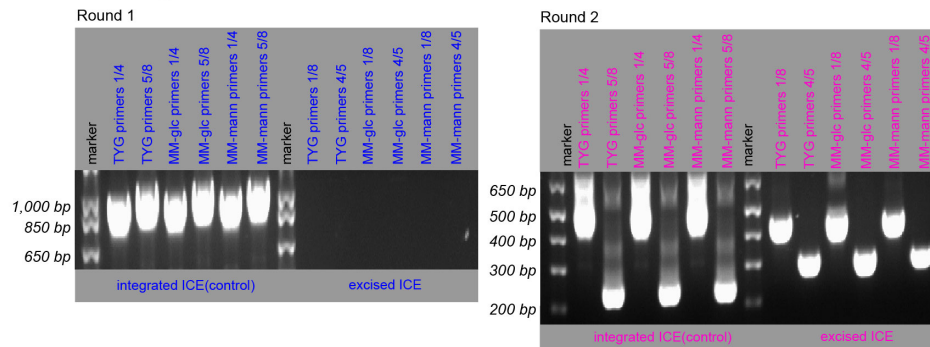 Round 1
marker
TYG primers 1/4
TYG primers 5/8
MM-glc primers 1/4
MM-glc primers 5/8
MM-mann primers 1/4
MM-mann primers 5/8
marker
TYG primers 1/8
TYG primers 4/5
MM-glc primers 1/8
MM-glc primers 4/5
MM-mann primers 1/8
MM-mann primers 4/5
1,000 bp
850 bp
650 bp
integrated ICE(control)
excised ICE
Round 2
marker
TYG primers 1/4
TYG primers 5/8
MM-glc primers 1/4
MM-glc primers 5/8
MM-mann primers 1/4
MM-mann primers 5/8
marker
TYG primers 1/8
TYG primers 4/5
MM-glc primers 1/8
MM-glc primers 4/5
MM-mann primers 1/8
MM-mann primers 4/5
650 bp
500 bp
400 bp
300 bp
200 bp
integrated ICE(control)
excised ICE